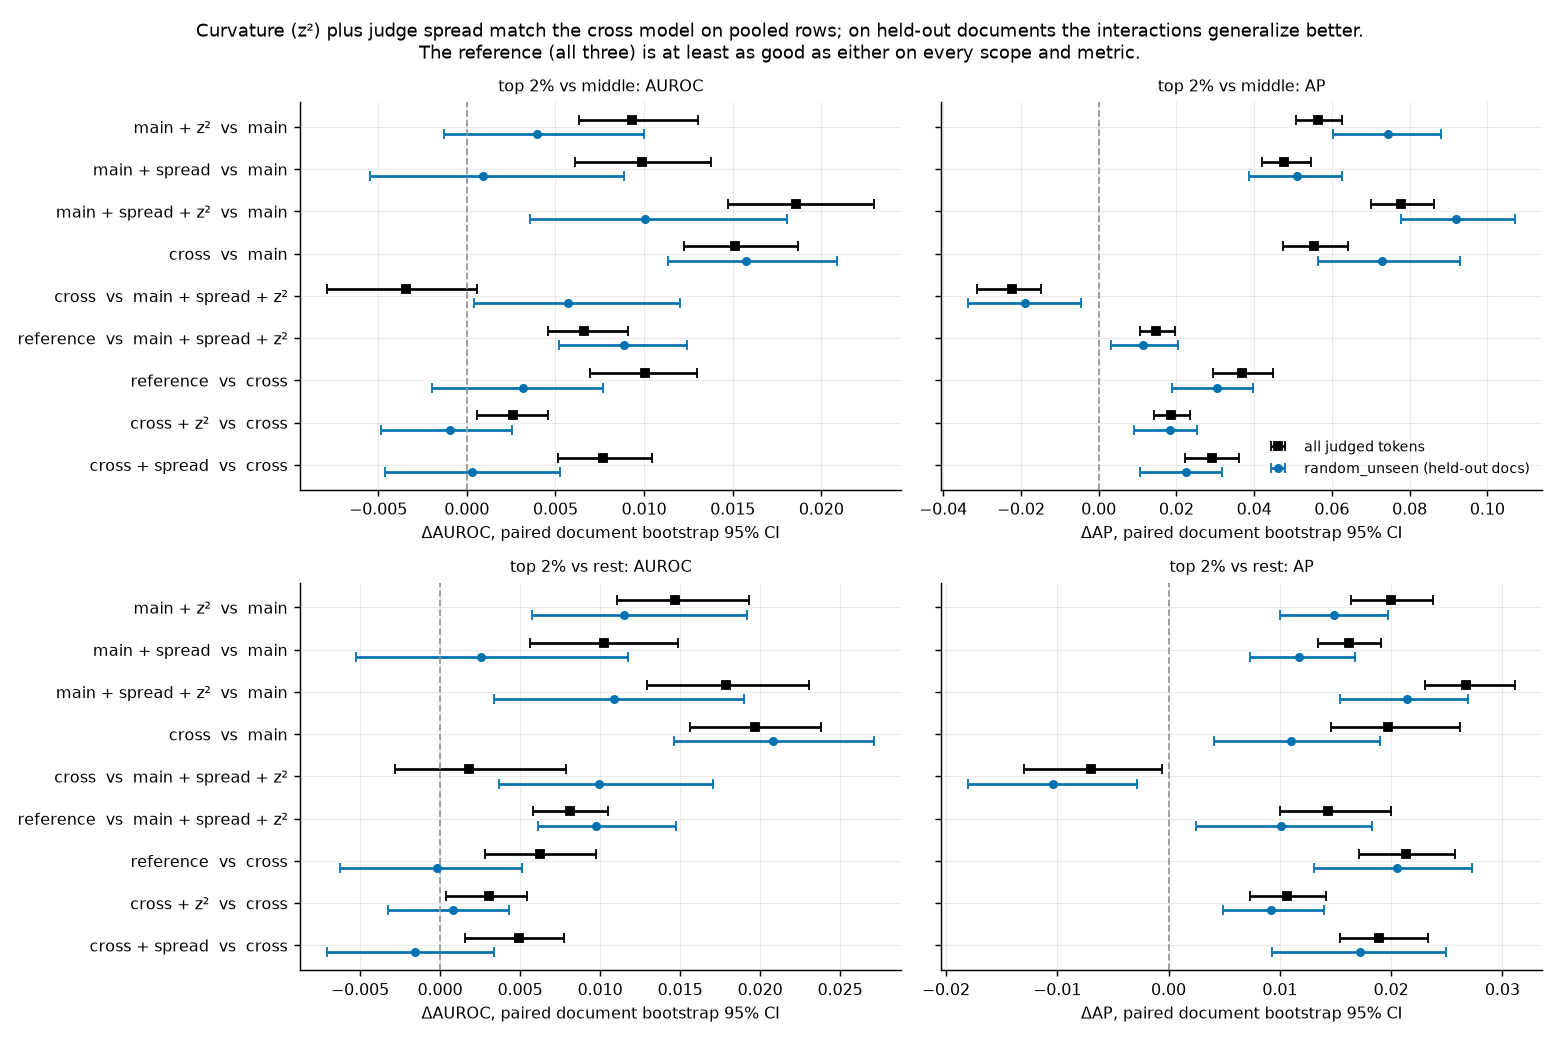 Curvature (z²) plus judge spread match the cross model on pooled rows; on held-out documents the interactions generalize better.
The reference (all three) is at least as good as either on every scope and metric.
top 2% vs middle: AUROC
main + z²  vs  main
main + spread  vs  main
main + spread + z²  vs  main
cross  vs  main
cross  vs  main + spread + z²
reference  vs  main + spread + z²
reference  vs  cross
cross + z²  vs  cross
cross + spread  vs  cross
−0.005 0.000 0.005 0.010 0.015 0.020
ΔAUROC, paired document bootstrap 95% CI
top 2% vs middle: AP
all judged tokens
random_unseen (held-out docs)
−0.04 −0.02 0.00 0.02 0.04 0.06 0.08 0.10
ΔAP, paired document bootstrap 95% CI
top 2% vs rest: AUROC
main + z²  vs  main
main + spread  vs  main
main + spread + z²  vs  main
cross  vs  main
cross  vs  main + spread + z²
reference  vs  main + spread + z²
reference  vs  cross
cross + z²  vs  cross
cross + spread  vs  cross
−0.005 0.000 0.005 0.010 0.015 0.020 0.025
ΔAUROC, paired document bootstrap 95% CI
top 2% vs rest: AP
−0.02 −0.01 0.00 0.01 0.02 0.03
ΔAP, paired document bootstrap 95% CI